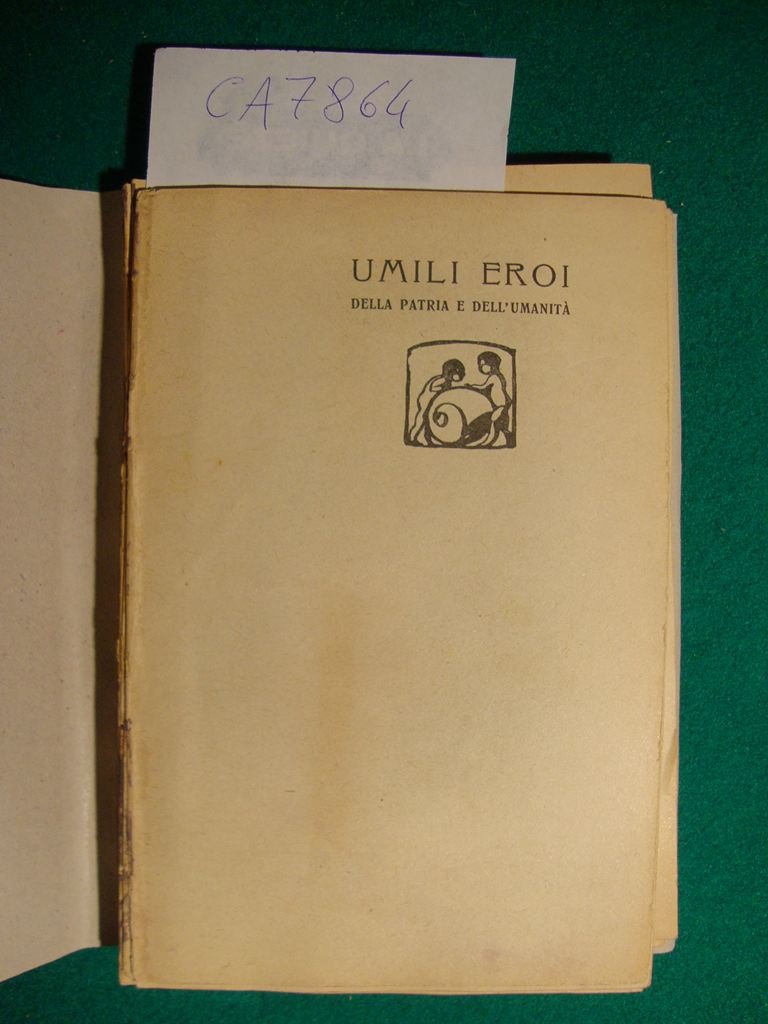 CA7864
UMILI EROI
DELLA PATRIA E DELL'UMANITÀ